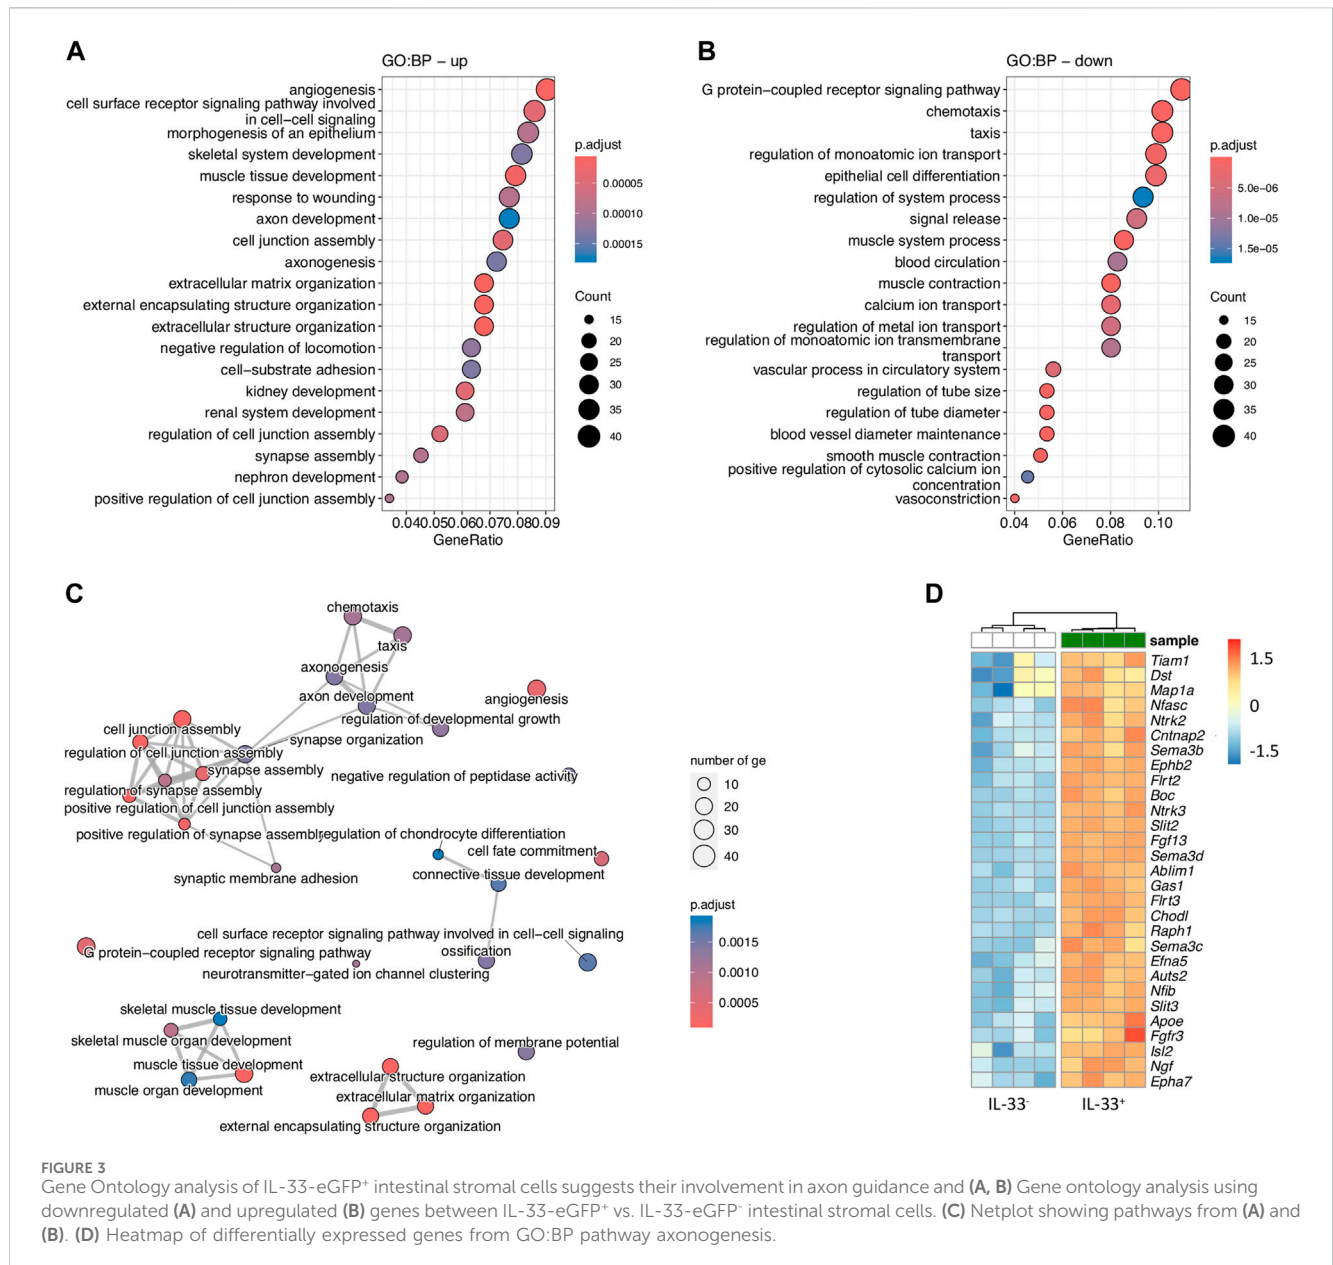 A
GO:BP – up
angiogenesis
cell surface receptor signaling pathway involved
in cell–cell signaling
morphogenesis of an epithelium
skeletal system development
muscle tissue development
response to wounding
axon development
cell junction assembly
axonogenesis
extracellular matrix organization
external encapsulating structure organization
extracellular structure organization
negative regulation of locomotion
cell–substrate adhesion
kidney development
renal system development
regulation of cell junction assembly
synapse assembly
nephron development
positive regulation of cell junction assembly
0.040.050.060.070.080.09
GeneRatio
p.adjust
0.00005
0.00010
0.00015
Count
15
20
25
30
35
40
B
GO:BP – down
G protein–coupled receptor signaling pathway
chemotaxis
taxis
regulation of monoatomic ion transport
epithelial cell differentiation
regulation of system process
signal release
muscle system process
blood circulation
muscle contraction
calcium ion transport
regulation of metal ion transport
regulation of monoatomic ion transmembrane
transport
vascular process in circulatory system
regulation of tube size
regulation of tube diameter
blood vessel diameter maintenance
smooth muscle contraction
positive regulation of cytosolic calcium ion
concentration
vasoconstriction
0.04 0.06 0.08 0.10
GeneRatio
p.adjust
5.0e–06
1.0e–05
1.5e–05
Count
15
20
25
30
35
40
C
chemotaxis
taxis
axonogenesis
axon development
angiogenesis
regulation of developmental growth
cell junction assembly
synapse organization
regulation of cell junction assembly
synapse assembly
negative regulation of peptidase activity
regulation of synapse assembly
positive regulation of cell junction assembly
positive regulation of synapse assembly
regulation of chondrocyte differentiation
cell fate commitment
connective tissue development
synaptic membrane adhesion
cell surface receptor signaling pathway involved in cell–cell signaling
G protein–coupled receptor signaling pathway
ossification
neurotransmitter–gated ion channel clustering
skeletal muscle tissue development
skeletal muscle organ development
muscle tissue development
muscle organ development
regulation of membrane potential
extracellular structure organization
extracellular matrix organization
external encapsulating structure organization
number of ge
10
20
30
40
p.adjust
0.0015
0.0010
0.0005
D
sample
Tiam1
Dst
Map1a
Nfasc
Ntrk2
Cntnap2
Sema3b
Ephb2
Flrt2
Boc
Ntrk3
Slit2
Fgf13
Sema3d
Ablim1
Gas1
Flrt3
Chodl
Raph1
Sema3c
Efna5
Auts2
Nfib
Slit3
Apoe
Fgfr3
Isl2
Ngf
Epha7
IL-33⁻ IL-33⁺
1.5
0
-1.5
FIGURE 3
Gene Ontology analysis of IL-33-eGFP⁺ intestinal stromal cells suggests their involvement in axon guidance and (A, B) Gene ontology analysis using
downregulated (A) and upregulated (B) genes between IL-33-eGFP⁺ vs. IL-33-eGFP⁻ intestinal stromal cells. (C) Netplot showing pathways from (A) and
(B). (D) Heatmap of differentially expressed genes from GO:BP pathway axonogenesis.